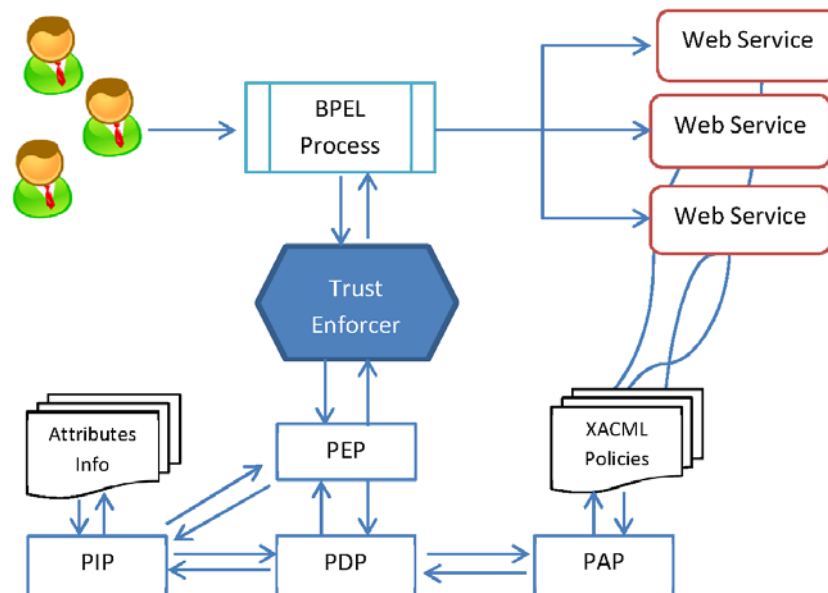 Web Service
BPEL
Process
Web Service
Web Service
Trust
Enforcer
Attributes
Info
PEP
XACML
Policies
PIP
PDP
PAP